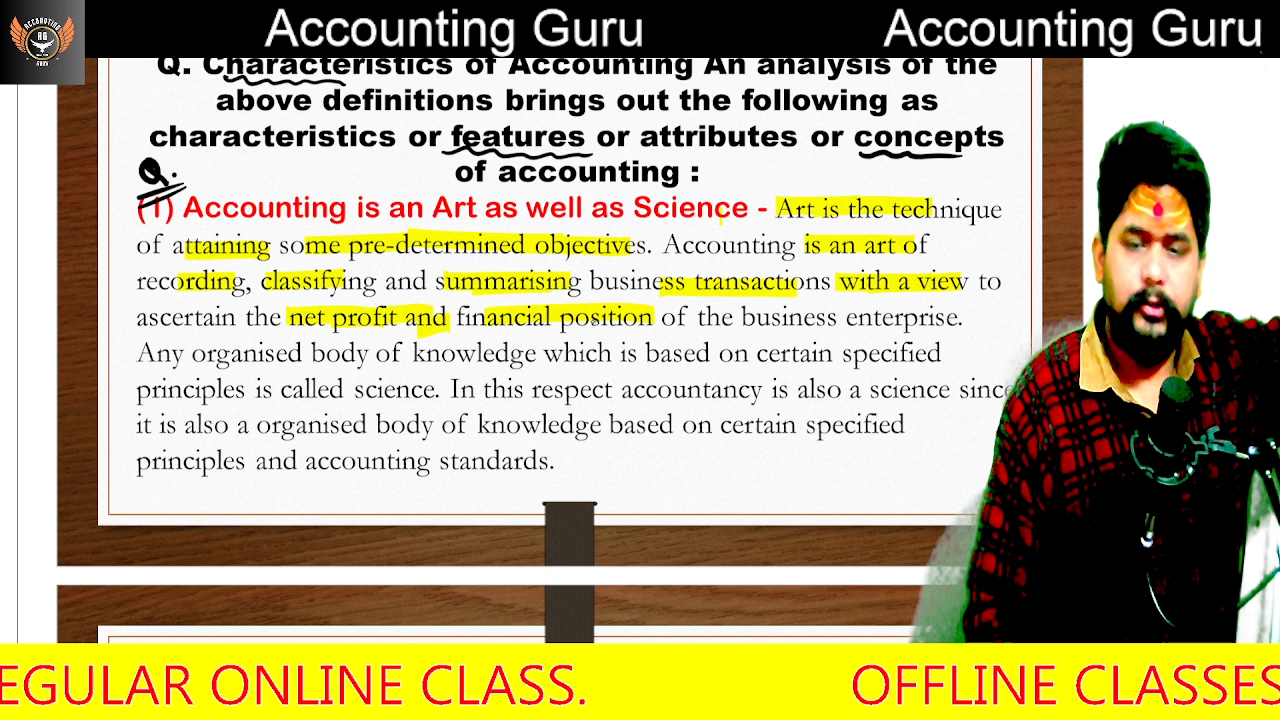 Accounting Guru
Accounting Guru
ACCOUNTING
AG
GURU
Q. Characteristics of Accounting An analysis of the
above definitions brings out the following as
characteristics or features or attributes or concepts
of accounting :
Q.
(1) Accounting is an Art as well as Science - Art is the technique
of attaining some pre-determined objectives. Accounting is an art of
recording, classifying and summarising business transactions with a view to
ascertain the net profit and financial position of the business enterprise.
Any organised body of knowledge which is based on certain specified
principles is called science. In this respect accountancy is also a science since
it is also a organised body of knowledge based on certain specified
principles and accounting standards.
EGULAR ONLINE CLASS.
OFFLINE CLASSES